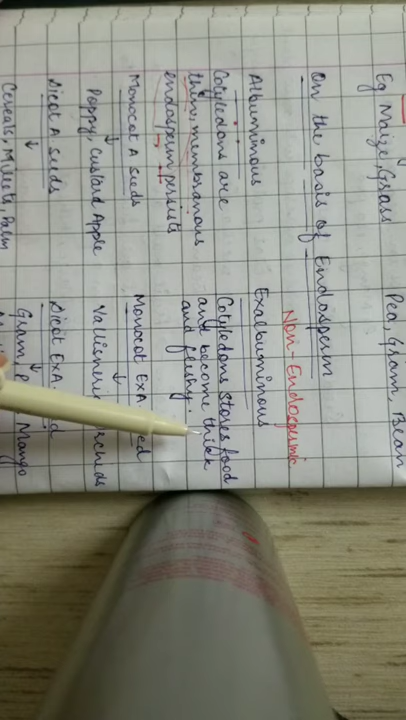 Eg Maize, Grass
Pea, Gram, Bean
On the basis of Endosperm
Non-Endospermic
Albuminous
Exalbuminous
Cotyledons are
thin, membranous
endosperm persists
Cotyledons stores food
and become thick
and fleshy.
Monocot A Seeds
↓
Poppy, Custard Apple
Monocot ExA
↓
Dicot A Seeds
↓
Cereals, Millets, Palm
Dicot ExA
↓
Gram, Mango